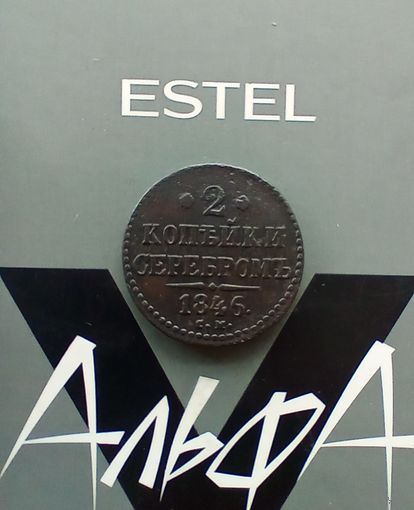 ESTEL
2
КОПѢЙКИ
СЕРЕБРОМЪ
1846.
С.М.
АльфА